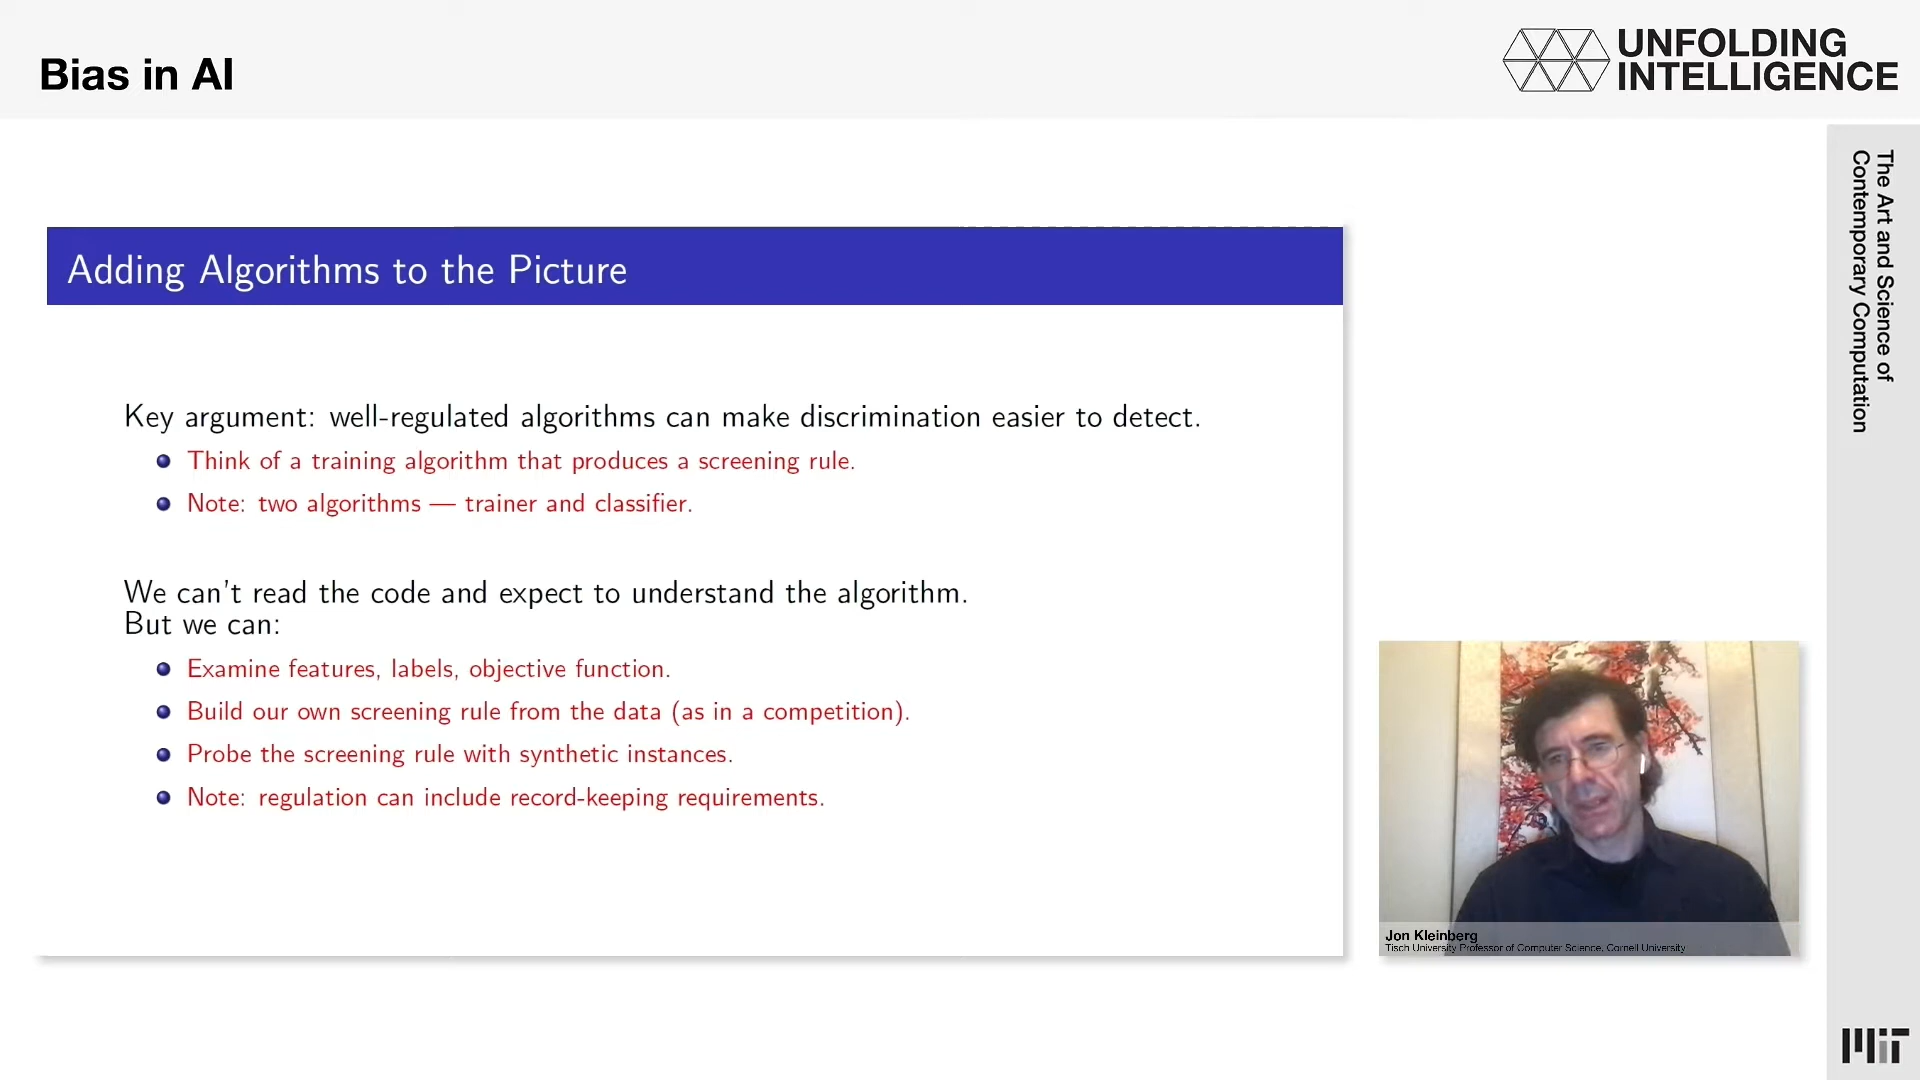 Bias in AI
UNFOLDING
INTELLIGENCE
The Art and Science of
Contemporary Computation
Adding Algorithms to the Picture
Key argument: well-regulated algorithms can make discrimination easier to detect.
Think of a training algorithm that produces a screening rule.
Note: two algorithms — trainer and classifier.
We can't read the code and expect to understand the algorithm.
But we can:
Examine features, labels, objective function.
Build our own screening rule from the data (as in a competition).
Probe the screening rule with synthetic instances.
Note: regulation can include record-keeping requirements.
Jon Kleinberg
Tisch University Professor of Computer Science, Cornell University
MIT